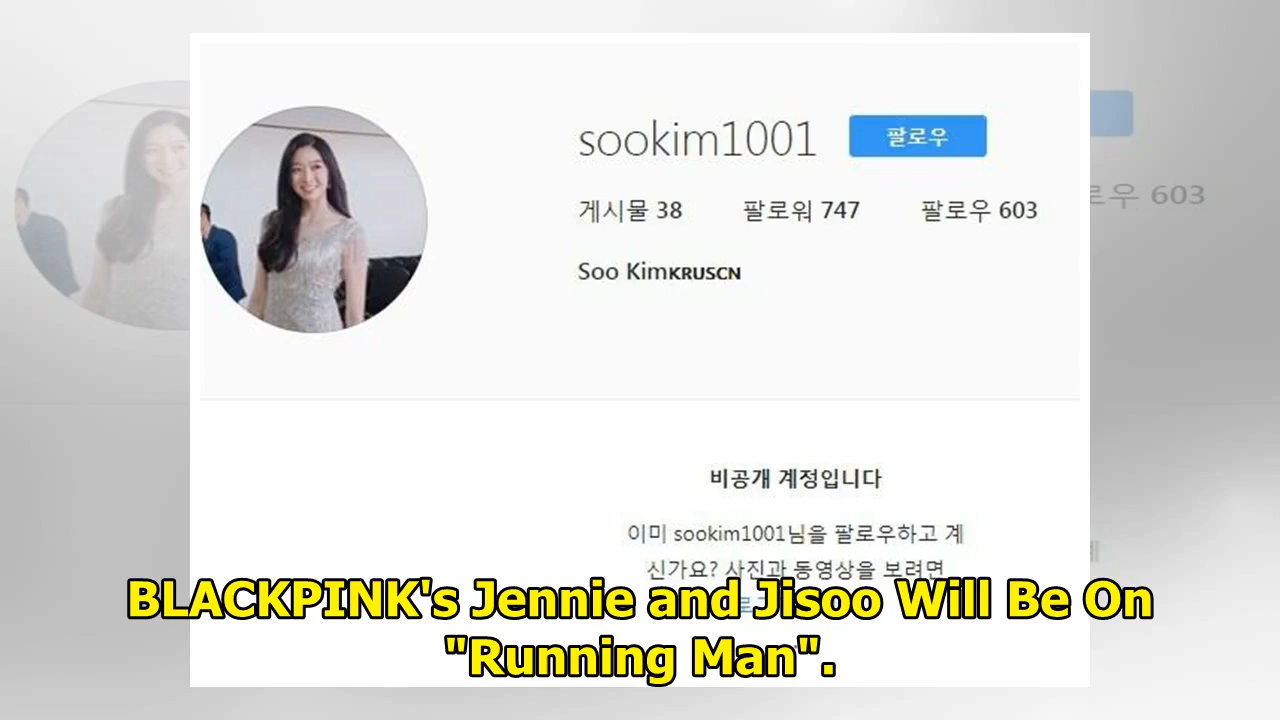 sookim1001 팔로우
게시물 38 팔로워 747 팔로우 603
Soo Kim KRUSCN
비공개 계정입니다
이미 sookim1001님을 팔로우하고 계
신가요? 사진과 동영상을 보려면
BLACKPINK's Jennie and Jisoo Will Be On
"Running Man".